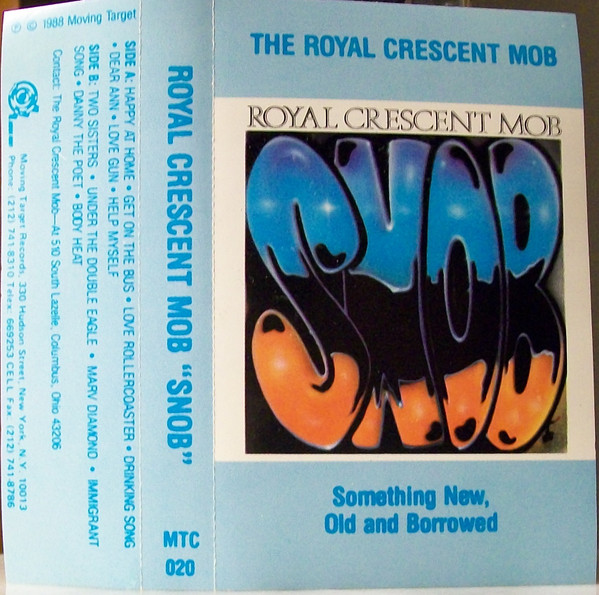 THE ROYAL CRESCENT MOB
ROYAL CRESCENT MOB
SNOB
Something New,
Old and Borrowed
ROYAL CRESCENT MOB "SNOB"
MTC
020
SIDE A: HAPPY AT HOME • GET ON THE BUS • LOVE ROLLERCOASTER • DRINKING SONG
• DEAR ANN • LOVE GUN • HELD MYSELF
SIDE B: TWO SISTERS • UNDER THE DOUBLE EAGLE • MARV DIAMOND • IMMIGRANT
SONG • DANNY THE POET • BODY HEAT
Contact: The Royal Crescent Mob—At 510 South Lazelle, Columbus, Ohio 43206
℗ © 1988 Moving Target
Moving Target Records, 330 Hudson Street, New York, N.Y. 10013
Phone: (212) 741-8310 Telex: 669253 CELL Fax (212) 741-8786